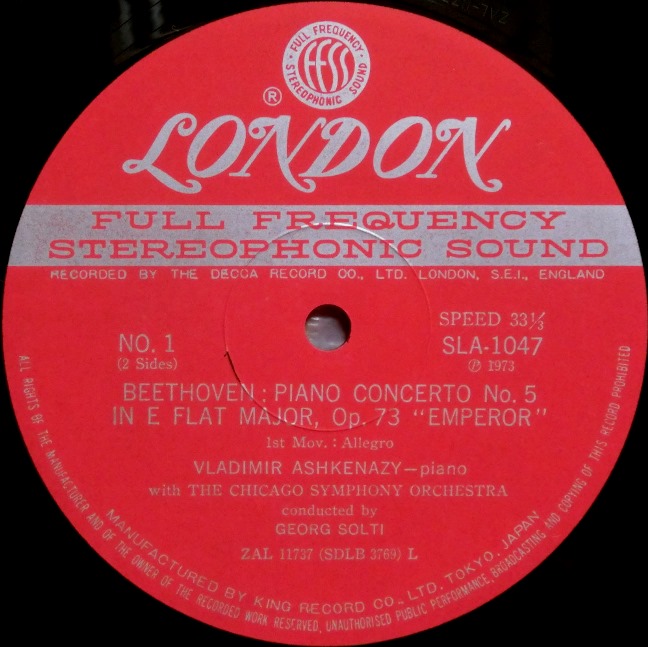 FULL FREQUENCY
FFSS
STEREOPHONIC SOUND
®
LONDON
FULL FREQUENCY
STEREOPHONIC SOUND
RECORDED BY THE DECCA RECORD CO., LTD. LONDON, S.E.I., ENGLAND
SPEED 33⅓
NO. 1
SLA-1047
(2 Sides)
℗ 1973
BEETHOVEN : PIANO CONCERTO No. 5
IN E FLAT MAJOR, Op. 73 "EMPEROR"
1st Mov. : Allegro
VLADIMIR ASHKENAZY—piano
with THE CHICAGO SYMPHONY ORCHESTRA
conducted by
GEORG SOLTI
ZAL 11737 (SDLB 3769) L
MANUFACTURED BY KING RECORD CO., LTD. TOKYO. JAPAN
ALL RIGHTS OF THE MANUFACTURER AND OF THE OWNER OF THE RECORDED WORK RESERVED, UNAUTHORISED PUBLIC PERFORMANCE, BROADCASTING AND COPYING OF THIS RECORD PROHIBITED